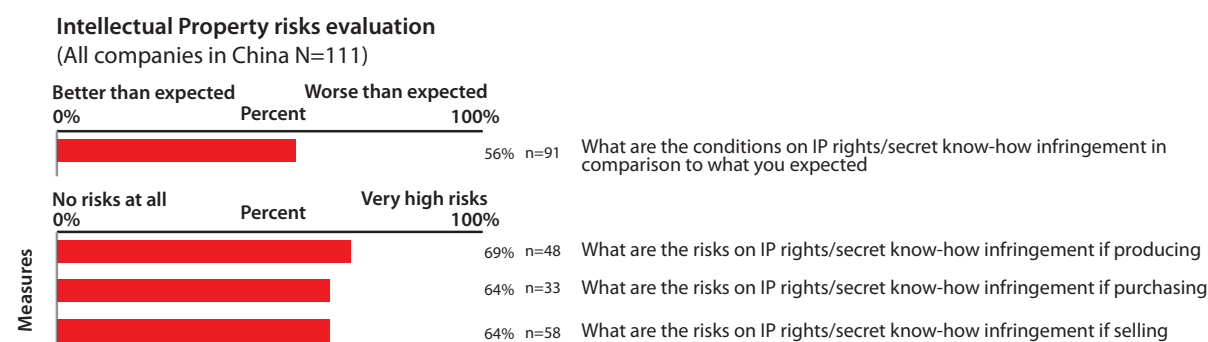 Intellectual Property risks evaluation
(All companies in China N=111)
Better than expected Worse than expected
0% Percent 100%
56% n=91 What are the conditions on IP rights/secret know-how infringement in
comparison to what you expected
No risks at all Very high risks
0% Percent 100%
Measures
69% n=48 What are the risks on IP rights/secret know-how infringement if producing
64% n=33 What are the risks on IP rights/secret know-how infringement if purchasing
64% n=58 What are the risks on IP rights/secret know-how infringement if selling